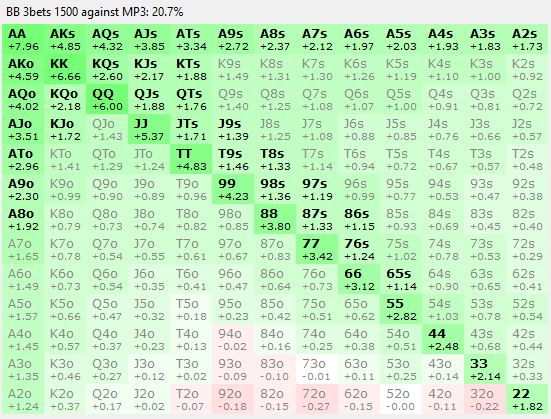 BB 3bets 1500 against MP3: 20.7%
AA AKs AQs AJs ATs A9s A8s A7s A6s A5s A4s A3s A2s
+7.96 +4.85 +4.32 +3.85 +3.34 +2.72 +2.37 +2.12 +1.97 +2.03 +1.93 +1.83 +1.73
AKo KK KQs KJs KTs K9s K8s K7s K6s K5s K4s K3s K2s
+4.59 +6.66 +2.60 +2.17 +1.88 +1.49 +1.31 +1.30 +1.26 +1.19 +1.10 +1.00 +0.92
AQo KQo QQ QJs QTs Q9s Q8s Q7s Q6s Q5s Q4s Q3s Q2s
+4.02 +2.18 +6.00 +1.88 +1.76 +1.40 +1.25 +1.08 +1.07 +1.00 +0.91 +0.81 +0.72
AJo KJo QJo JJ JTs J9s J8s J7s J6s J5s J4s J3s J2s
+3.51 +1.72 +1.43 +5.37 +1.71 +1.39 +1.25 +1.08 +0.88 +0.85 +0.76 +0.66 +0.57
ATo KTo QTo JTo TT T9s T8s T7s T6s T5s T4s T3s T2s
+2.96 +1.41 +1.29 +1.24 +4.83 +1.46 +1.33 +1.14 +0.94 +0.72 +0.67 +0.57 +0.48
A9o K9o Q9o J9o T9o 99 98s 97s 96s 95s 94s 93s 92s
+2.30 +0.99 +0.90 +0.89 +0.96 +4.23 +1.36 +1.19 +0.99 +0.77 +0.53 +0.47 +0.38
A8o K8o Q8o J8o T8o 98o 88 87s 86s 85s 84s 83s 82s
+1.92 +0.79 +0.73 +0.74 +0.82 +0.85 +3.80 +1.33 +1.15 +0.93 +0.69 +0.45 +0.40
A7o K7o Q7o J7o T7o 97o 87o 77 76s 75s 74s 73s 72s
+1.65 +0.78 +0.54 +0.55 +0.61 +0.67 +0.83 +3.42 +1.24 +1.02 +0.78 +0.53 +0.29
A6o K6o Q6o J6o T6o 96o 86o 76o 66 65s 64s 63s 62s
+1.49 +0.73 +0.54 +0.35 +0.41 +0.47 +0.64 +0.73 +3.12 +1.14 +0.90 +0.65 +0.41
A5o K5o Q5o J5o T5o 95o 85o 75o 65o 55 54s 53s 52s
+1.57 +0.66 +0.47 +0.32 +0.18 +0.23 +0.42 +0.51 +0.62 +2.82 +1.03 +0.78 +0.54
A4o K4o Q4o J4o T4o 94o 84o 74o 64o 54o 44 43s 42s
+1.45 +0.57 +0.37 +0.23 +0.13 -0.02 +0.16 +0.25 +0.38 +0.51 +2.48 +0.68 +0.44
A3o K3o Q3o J3o T3o 93o 83o 73o 63o 53o 43o 33 32s
+1.35 +0.46 +0.27 +0.12 +0.02 -0.09 -0.10 -0.01 +0.11 +0.25 +0.14 +2.14 +0.33
A2o K2o Q2o J2o T2o 92o 82o 72o 62o 52o 42o 32o 22
+1.24 +0.37 +0.17 +0.02 -0.07 -0.18 -0.15 -0.27 -0.15 -0.00 -0.11 -0.22 +1.82